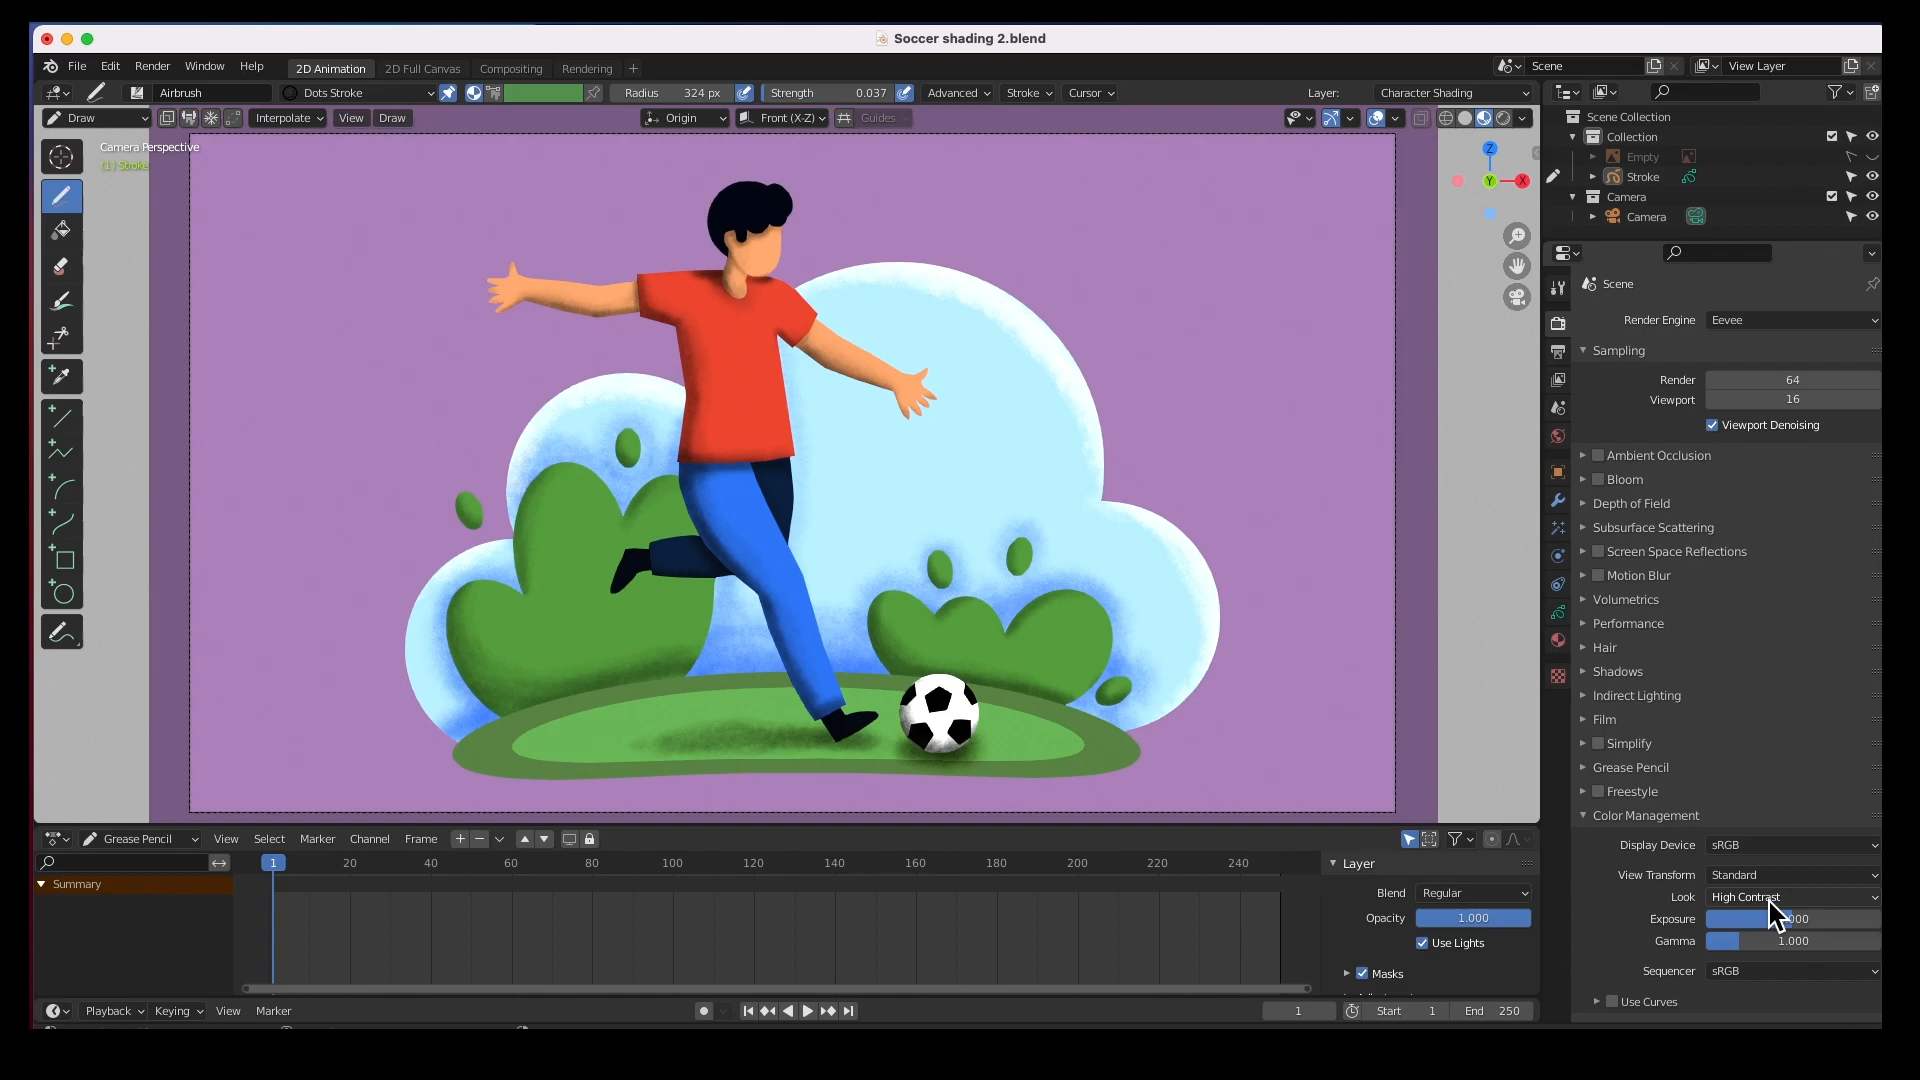 Soccer shading 2.blend
File Edit Render Window Help 2D Animation 2D Full Canvas Compositing Rendering + Scene View Layer
Airbrush Dots Stroke Radius 324 px Strength 0.037 Advanced Stroke Cursor Layer: Character Shading
Draw Interpolate View Draw Origin Front (X-Z) Guides
Camera Perspective
(1) Stroke
Z
Y
X
Scene Collection
Collection
Empty
Stroke
Camera
Camera
Scene
Render Engine Eevee
Sampling
Render 64
Viewport 16
Viewport Denoising
Ambient Occlusion
Bloom
Depth of Field
Subsurface Scattering
Screen Space Reflections
Motion Blur
Volumetrics
Performance
Hair
Shadows
Indirect Lighting
Film
Simplify
Grease Pencil
Freestyle
Color Management
Display Device sRGB
View Transform Standard
Look High Contrast
Exposure
Gamma 1.000
Sequencer sRGB
Use Curves
Grease Pencil View Select Marker Channel Frame
1 20 40 60 80 100 120 140 160 180 200 220 240
Summary
Layer
Blend Regular
Opacity 1.000
Use Lights
Masks
Playback Keying View Marker 1 Start 1 End 250